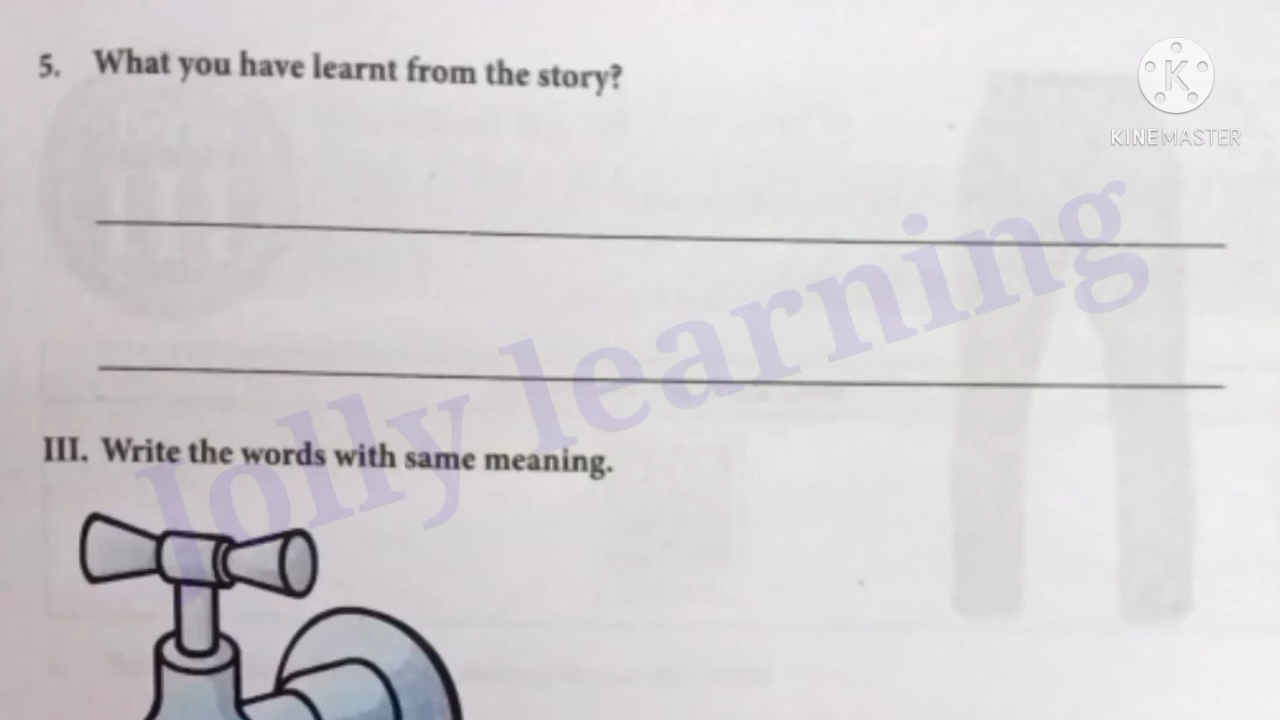 5. What you have learnt from the story?
K
KINEMASTER
Jolly learning
III. Write the words with same meaning.